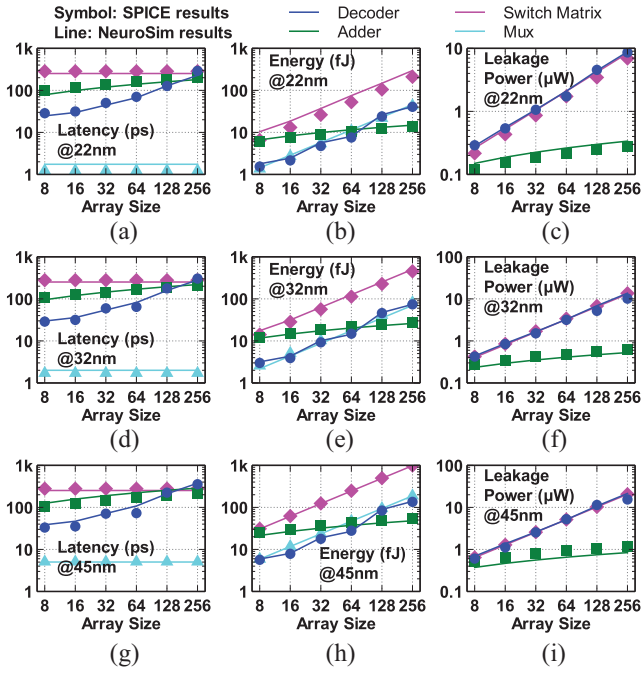 Symbol: SPICE results
Line: NeuroSim results
Decoder
Adder
Switch Matrix
Mux
1k
100
10
1
Latency (ps)
@22nm
8 16 32 64 128 256
Array Size
(a)
1k
100
10
1
Energy (fJ)
@22nm
8 16 32 64 128 256
Array Size
(b)
10
1
0.1
Leakage
Power (µW)
@22nm
8 16 32 64 128 256
Array Size
(c)
1k
100
10
1
Latency (ps)
@32nm
8 16 32 64 128 256
Array Size
(d)
1k
100
10
1
Energy (fJ)
@32nm
8 16 32 64 128 256
Array Size
(e)
100
10
1
0.1
Leakage
Power (µW)
@32nm
8 16 32 64 128 256
Array Size
(f)
1k
100
10
1
Latency (ps)
@45nm
8 16 32 64 128 256
Array Size
(g)
1k
100
10
1
Energy (fJ)
@45nm
8 16 32 64 128 256
Array Size
(h)
100
10
1
0.1
Leakage
Power (µW)
@45nm
8 16 32 64 128 256
Array Size
(i)